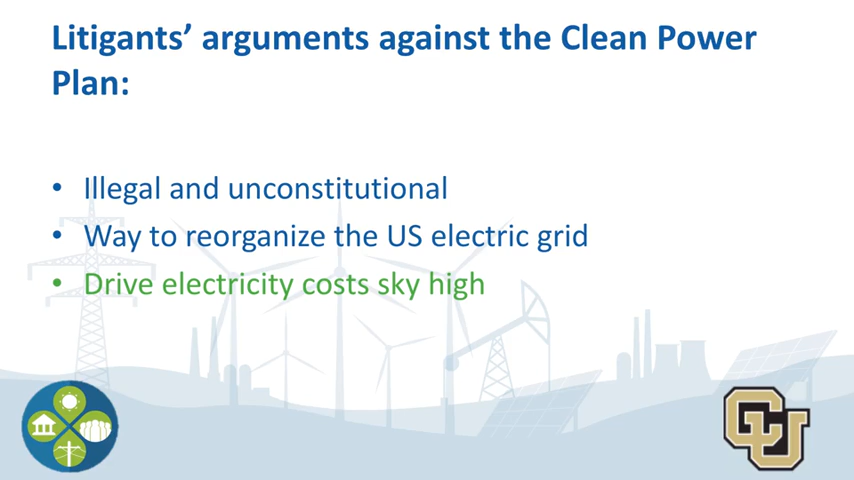 Litigants’ arguments against the Clean Power
Plan:
• Illegal and unconstitutional
• Way to reorganize the US electric grid
• Drive electricity costs sky high
CU